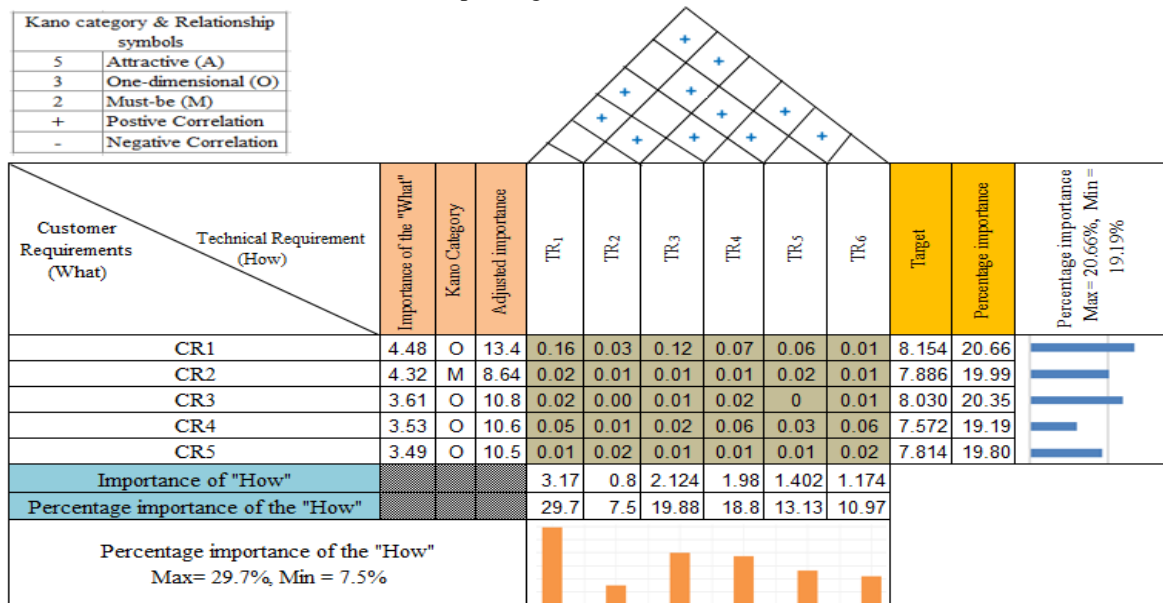 Kano category & Relationship
symbols
5 Attractive (A)
3 One-dimensional (O)
2 Must-be (M)
+ Postive Correlation
- Negative Correlation
+
+
+ +
+ + +
+ + + +
Customer
Requirements
(What)
Technical Requirement
(How)
Importance of the "What"
Kano Category
Adjusted importance
TR1
TR2
TR3
TR4
TR5
TR6
Target
Percentage importance
Percentage importance
Max= 20.66%, Min =
19.19%
CR1 4.48 O 13.4 0.16 0.03 0.12 0.07 0.06 0.01 8.154 20.66
CR2 4.32 M 8.64 0.02 0.01 0.01 0.01 0.02 0.01 7.886 19.99
CR3 3.61 O 10.8 0.02 0.00 0.01 0.02 0 0.01 8.030 20.35
CR4 3.53 O 10.6 0.05 0.01 0.02 0.06 0.03 0.06 7.572 19.19
CR5 3.49 O 10.5 0.01 0.02 0.01 0.01 0.01 0.02 7.814 19.80
Importance of "How" 3.17 0.8 2.124 1.98 1.402 1.174
Percentage importance of the "How" 29.7 7.5 19.88 18.8 13.13 10.97
Percentage importance of the "How"
Max= 29.7%, Min = 7.5%